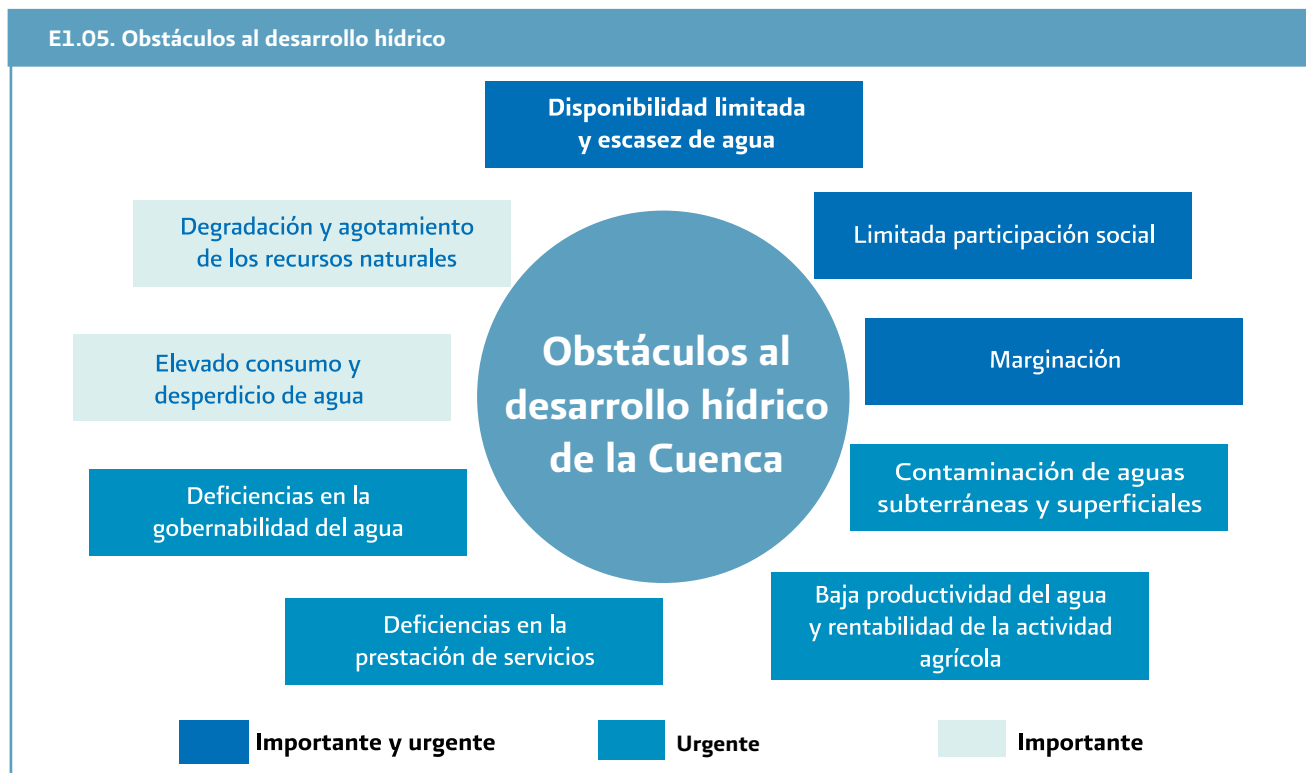 E1.05. Obstáculos al desarrollo hídrico
Disponibilidad limitada
y escasez de agua
Degradación y agotamiento
de los recursos naturales
Limitada participación social
Elevado consumo y
desperdicio de agua
Obstáculos al
desarrollo hídrico
de la Cuenca
Marginación
Deficiencias en la
gobernabilidad del agua
Contaminación de aguas
subterráneas y superficiales
Deficiencias en la
prestación de servicios
Baja productividad del agua
y rentabilidad de la actividad
agrícola
Importante y urgente
Urgente
Importante